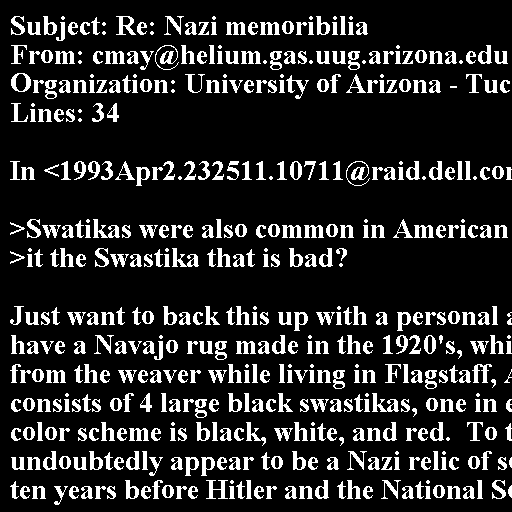 Subject: Re: Nazi memoribilia
From: cmay@helium.gas.uug.arizona.edu
Organization: University of Arizona - Tuc
Lines: 34

In <1993Apr2.232511.10711@raid.dell.com

>Swatikas were also common in American
>it the Swastika that is bad?

Just want to back this up with a personal a
have a Navajo rug made in the 1920's, whi
from the weaver while living in Flagstaff, A
consists of 4 large black swastikas, one in e
color scheme is black, white, and red.  To t
undoubtedly appear to be a Nazi relic of so
ten years before Hitler and the National So